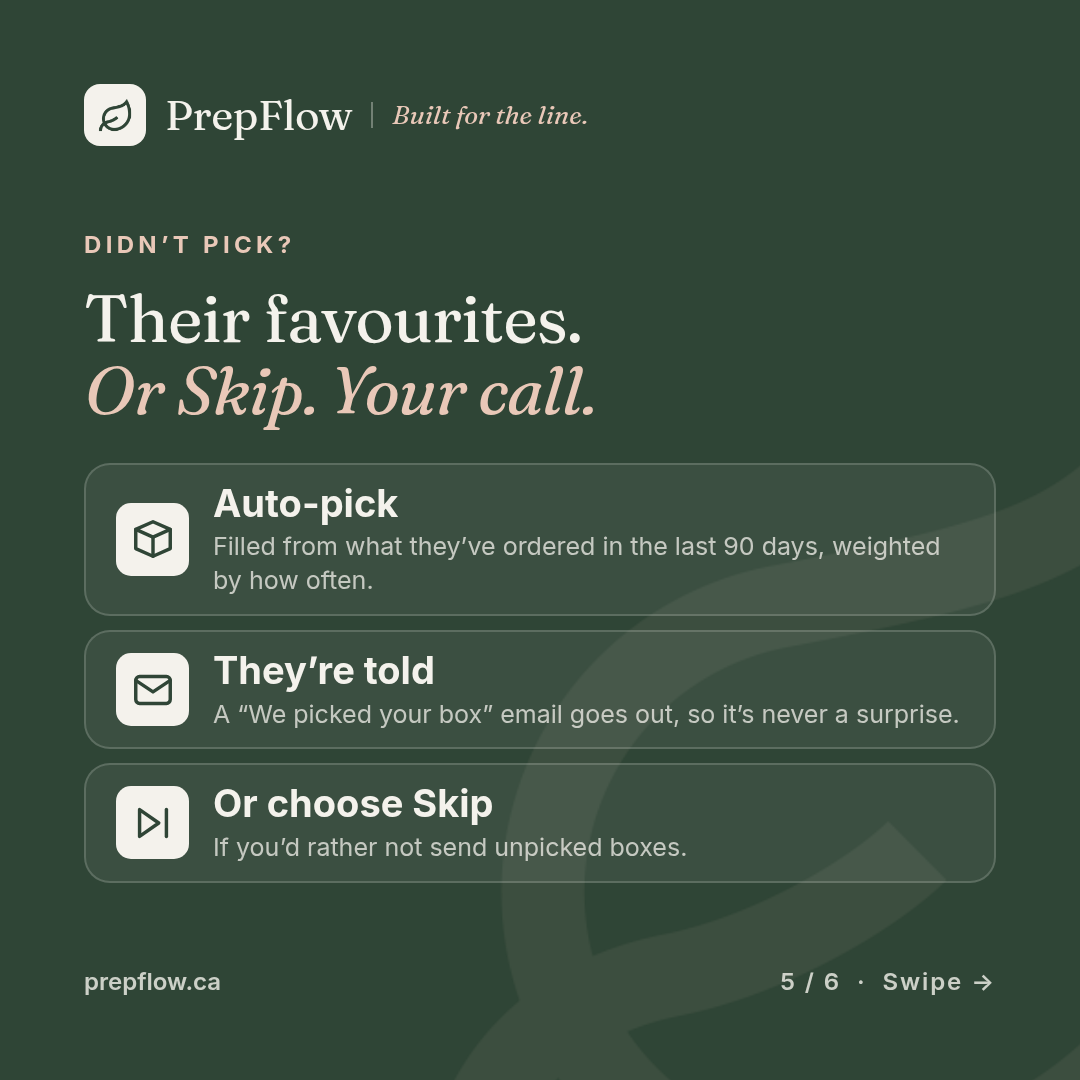 PrepFlow | Built for the line.
DIDN’T PICK?
Their favourites.
Or Skip. Your call.
Auto-pick
Filled from what they’ve ordered in the last 90 days, weighted
by how often.
They’re told
A “We picked your box” email goes out, so it’s never a surprise.
Or choose Skip
If you’d rather not send unpicked boxes.
prepflow.ca
5 / 6 · Swipe →